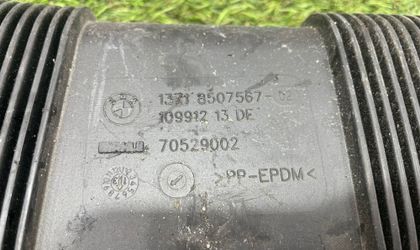 1371 8507567-
109912 13 DE
70529002
>PP-EPDM<